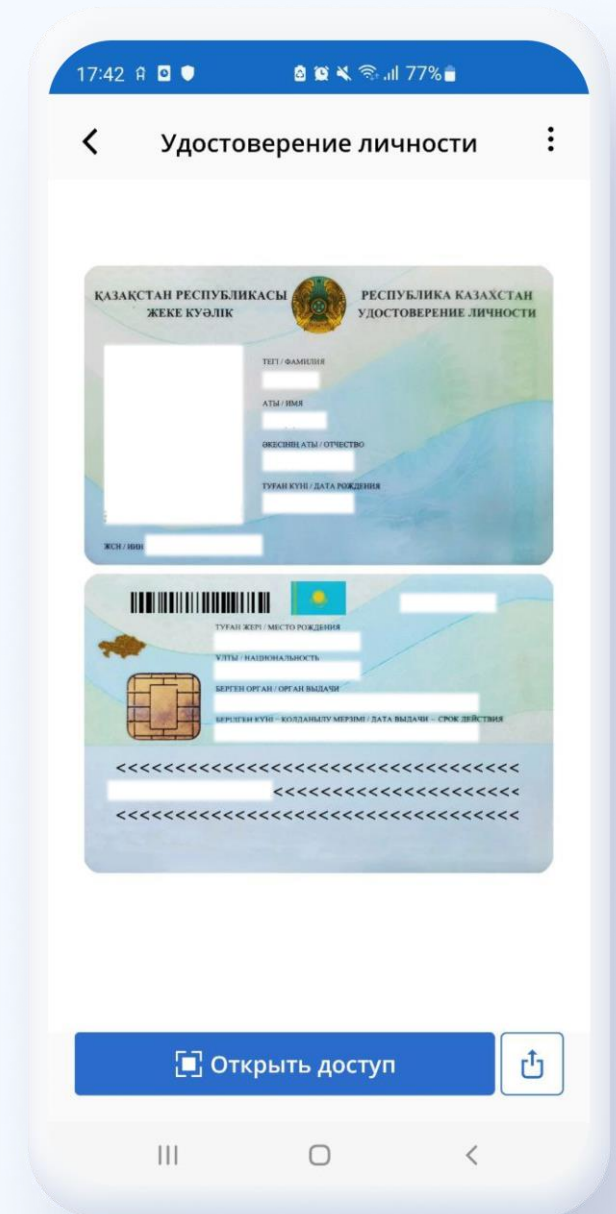 17:42
77%
Удостоверение личности
ҚАЗАҚСТАН РЕСПУБЛИКАСЫ
ЖЕКЕ КУӘЛІК
РЕСПУБЛИКА КАЗАХСТАН
УДОСТОВЕРЕНИЕ ЛИЧНОСТИ
ТЕГІ / ФАМИЛИЯ
АТЫ / ИМЯ
ӘКЕСІНІҢ АТЫ / ОТЧЕСТВО
ТУҒАН КҮНІ / ДАТА РОЖДЕНИЯ
ЖСН / ИИН
ТУҒАН ЖЕРІ / МЕСТО РОЖДЕНИЯ
ҰЛТЫ / НАЦИОНАЛЬНОСТЬ
БЕРГЕН ОРГАН / ОРГАН ВЫДАЧИ
БЕРІЛГЕН КҮНІ – ҚОЛДАНЫЛУ МЕРЗІМІ / ДАТА ВЫДАЧИ – СРОК ДЕЙСТВИЯ
<<<<<<<<<<<<<<<<<<<<<<<<<<<<<<<<<<
<<<<<<<<<<<<<<<<<<<<<
<<<<<<<<<<<<<<<<<<<<<<<<<<<<<<<<<<
Открыть доступ